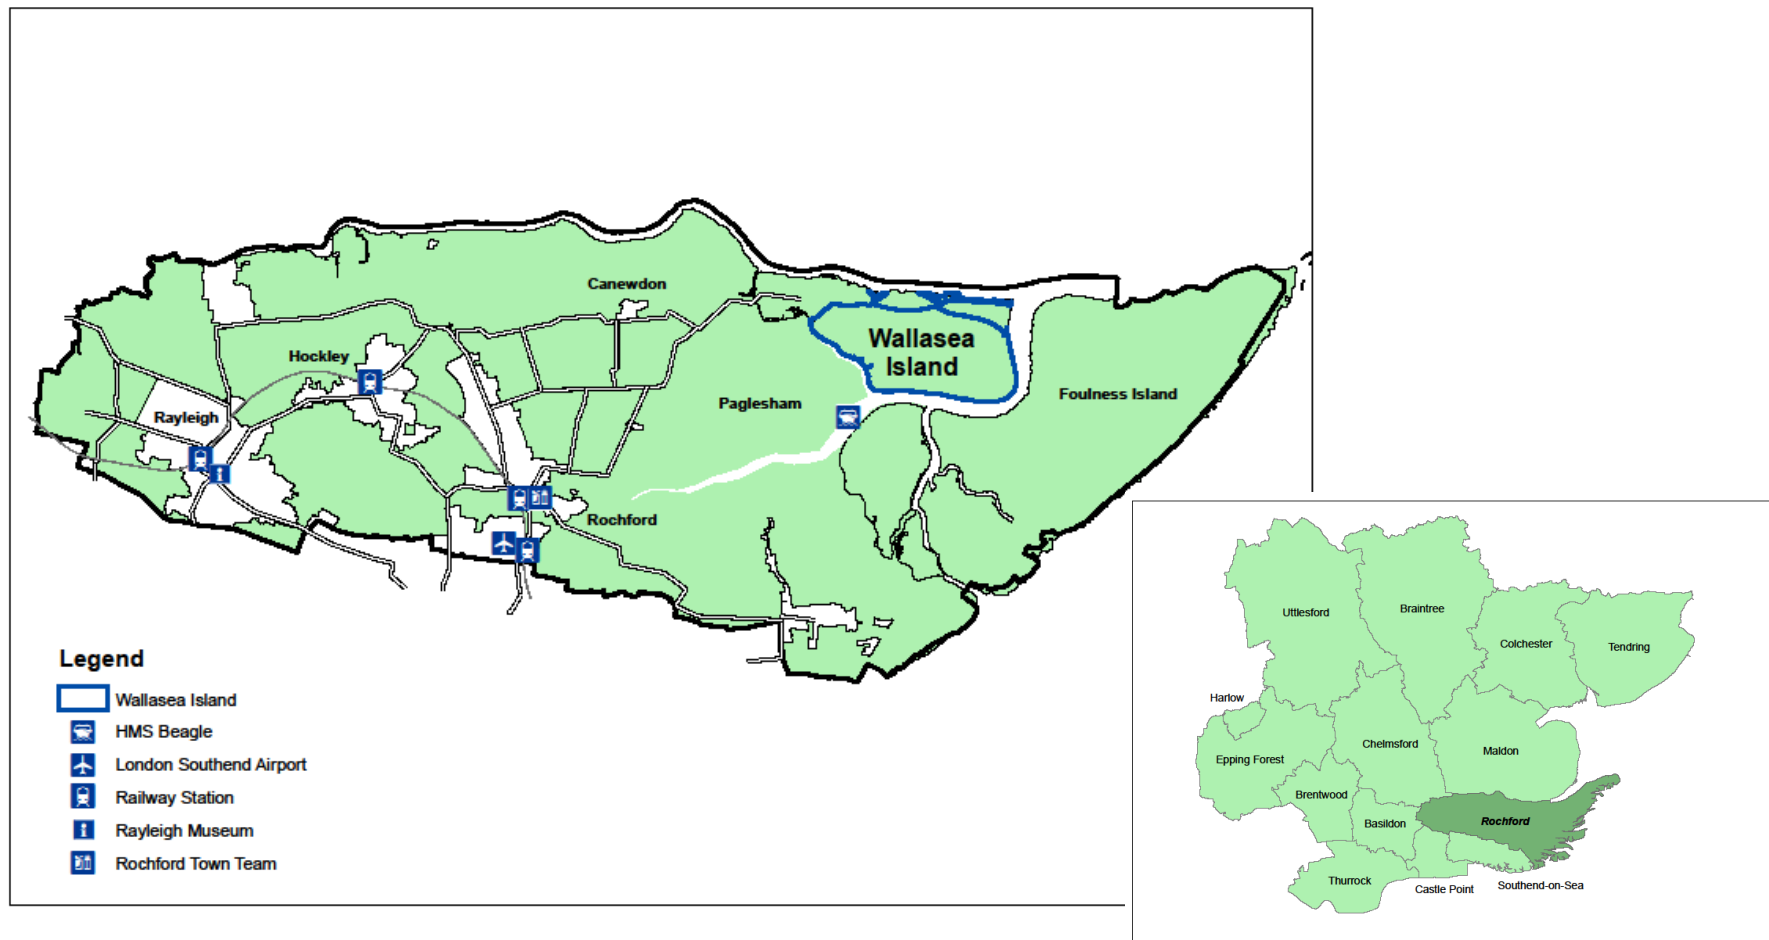 Canewdon
Wallasea
Island
Hockley
Foulness Island
Paglesham
Rayleigh
Rochford
Legend
Wallasea Island
HMS Beagle
London Southend Airport
Railway Station
Rayleigh Museum
Rochford Town Team
Uttlesford
Braintree
Colchester
Tendring
Harlow
Chelmsford
Maldon
Epping Forest
Brentwood
Rochford
Basildon
Thurrock
Castle Point
Southend-on-Sea